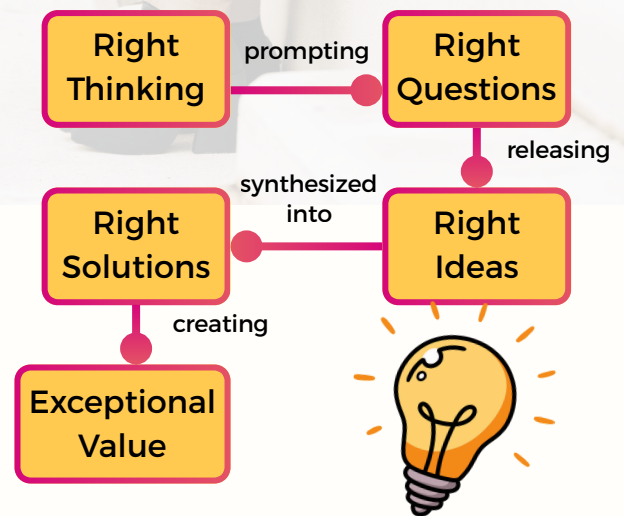 Right
Thinking
prompting
Right
Questions
releasing
Right
Ideas
synthesized
into
Right
Solutions
creating
Exceptional
Value